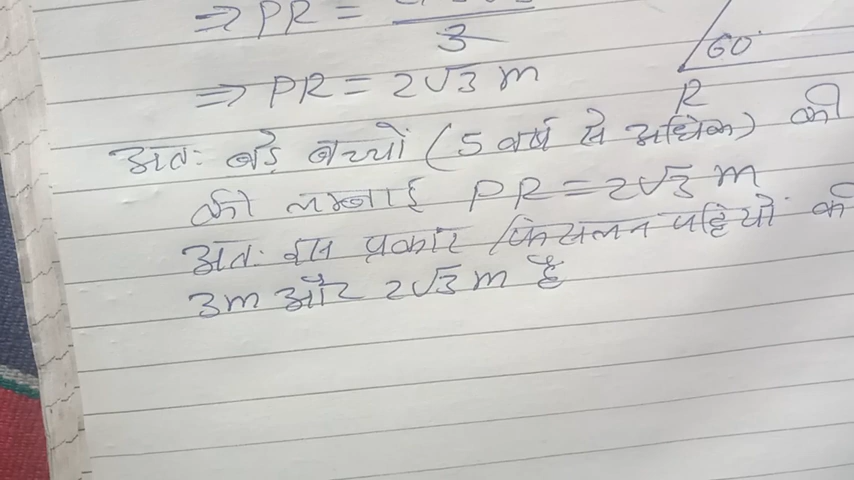 ⇒ PR = /3
60°
⇒ PR = 2√3 m
R
अतः बड़े बच्चों (5 वर्ष से अधिक) की
की लम्बाई PR = 2√3 m
अतः इस प्रकार फिसलन पट्टियों की
3m और 2√3 m है